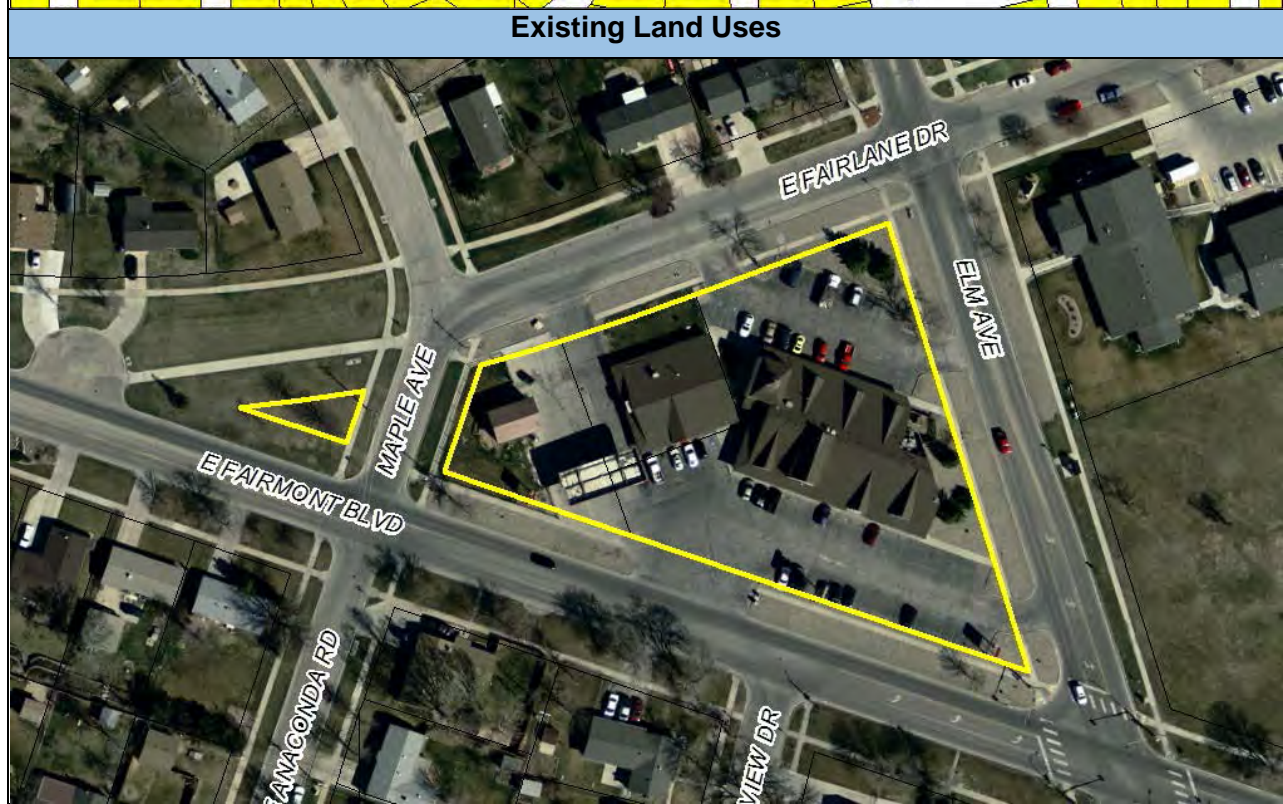 Existing Land Uses
E FAIRLANE DR
ELM AVE
MAPLE AVE
E FAIRMONT BLVD
ANACONDA RD
VIEW DR